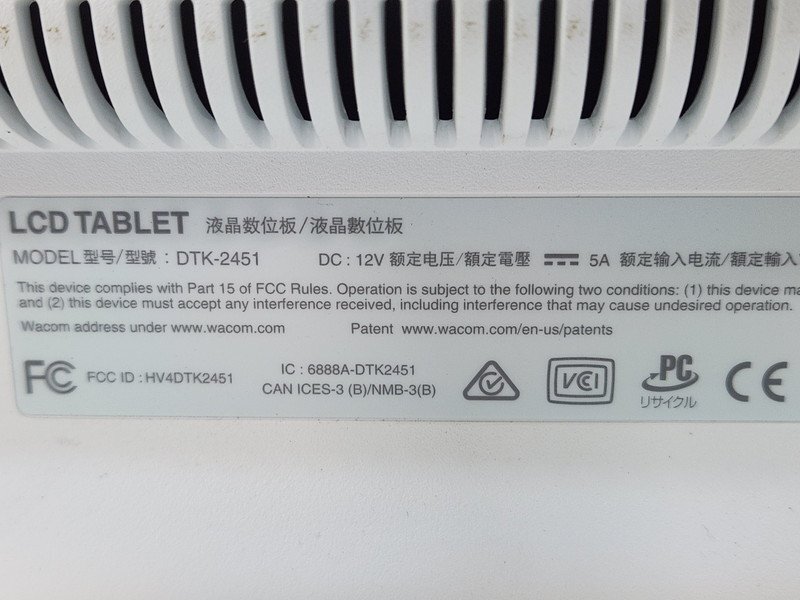 LCD TABLET 液晶数位板/液晶數位板
MODEL 型号/型號 : DTK-2451 DC : 12V 额定电压/額定電壓 5A 额定输入电流/額定輸入
This device complies with Part 15 of FCC Rules. Operation is subject to the following two conditions: (1) this device
and (2) this device must accept any interference received, including interference that may cause undesired operation.
Wacom address under www.wacom.com Patent www.wacom.com/en-us/patents
FC FCC ID : HV4DTK2451
IC : 6888A-DTK2451
CAN ICES-3 (B)/NMB-3(B)
VCCI
PC
リサイクル
CE